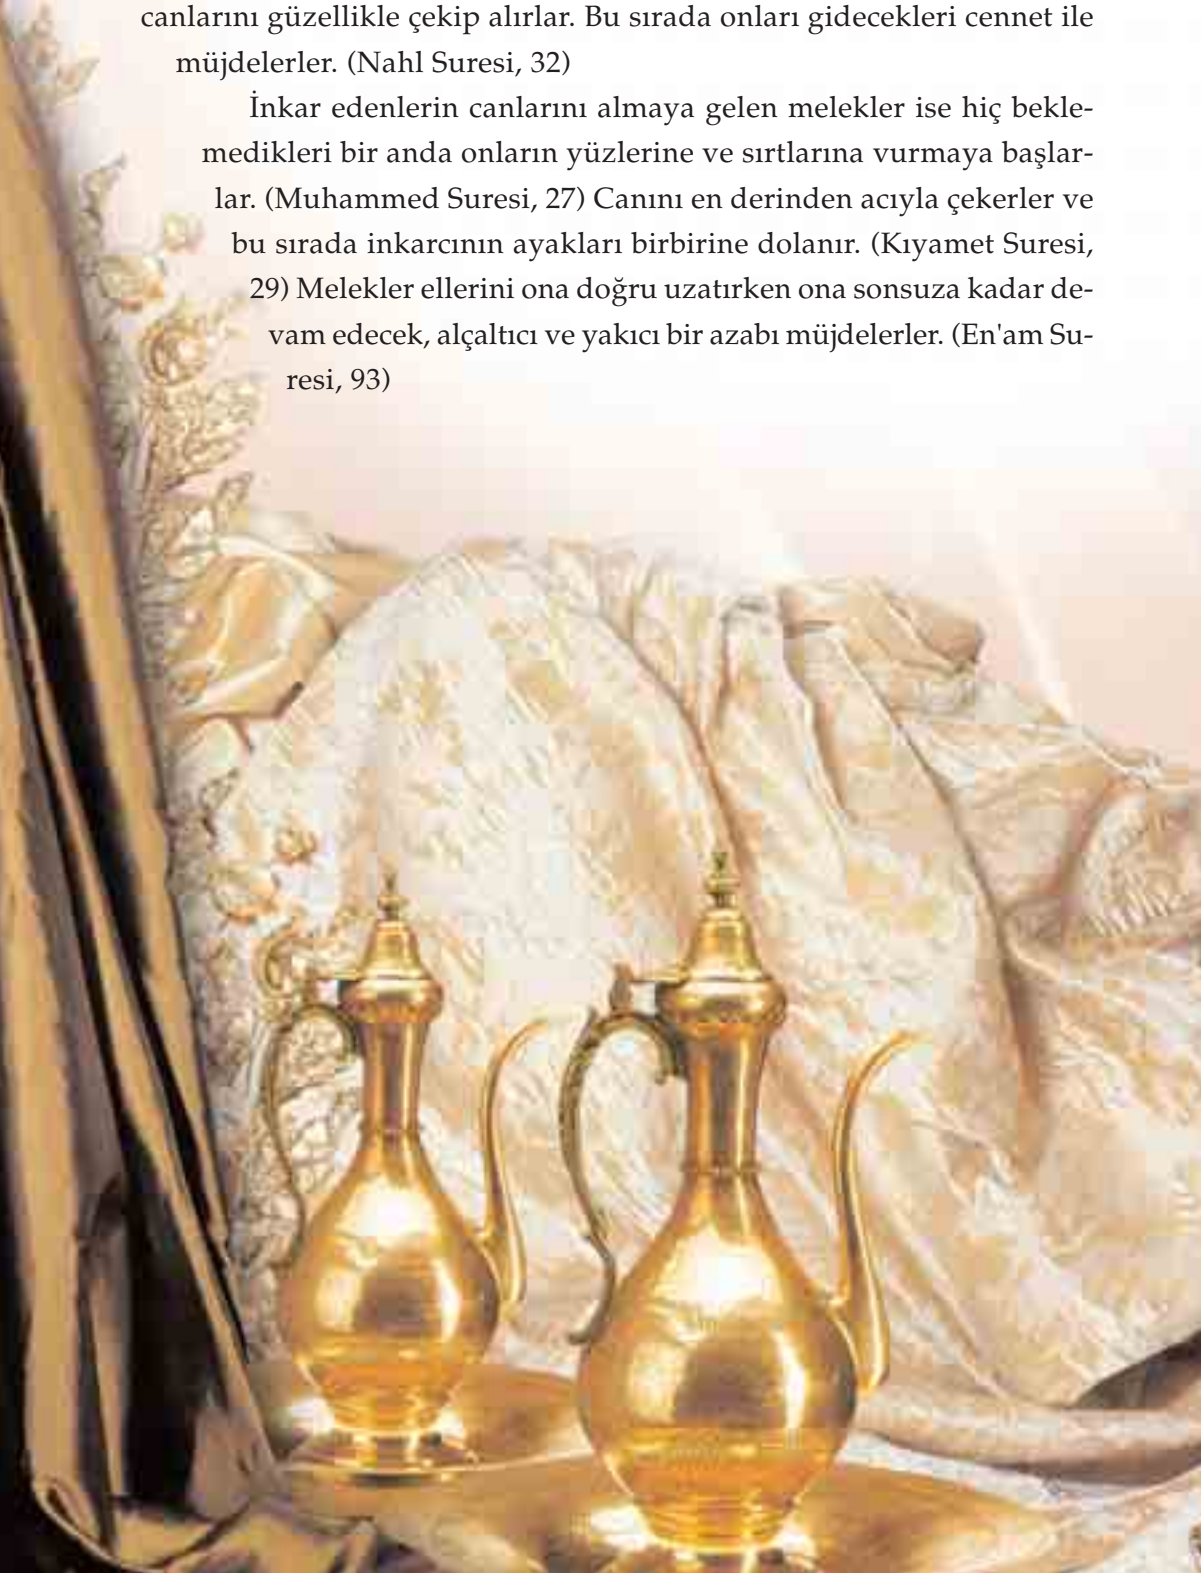 canlarını güzellikle çekip alırlar. Bu sırada onları gidecekleri cennet ile
müjdelerler. (Nahl Suresi, 32)
İnkar edenlerin canlarını almaya gelen melekler ise hiç bekle-
medikleri bir anda onların yüzlerine ve sırtlarına vurmaya başlar-
lar. (Muhammed Suresi, 27) Canını en derinden acıyla çekerler ve
bu sırada inkarcının ayakları birbirine dolanır. (Kıyamet Suresi,
29) Melekler ellerini ona doğru uzatırken ona sonsuza kadar de-
vam edecek, alçaltıcı ve yakıcı bir azabı müjdelerler. (En'am Su-
resi, 93)